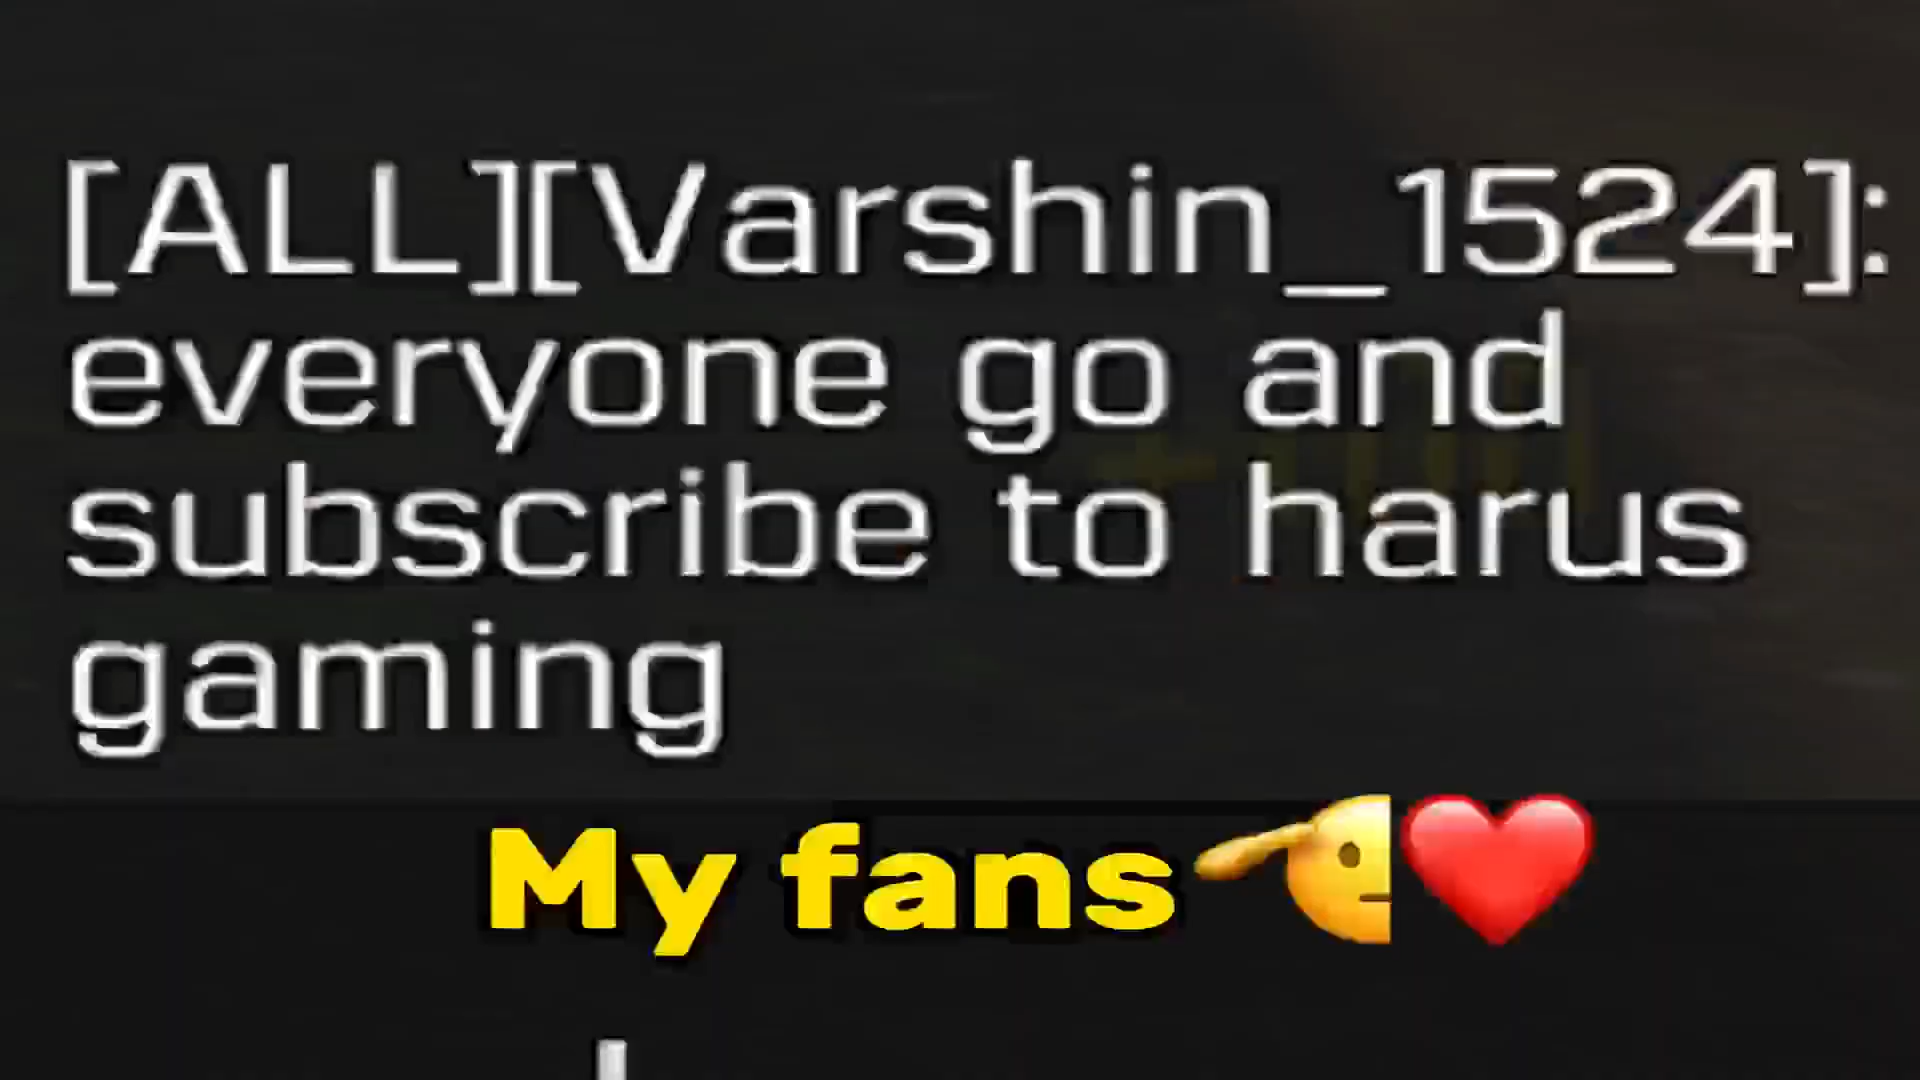 [ALL][Varshin_1524]:
everyone go and
subscribe to harus
gaming
My fans🫡❤️